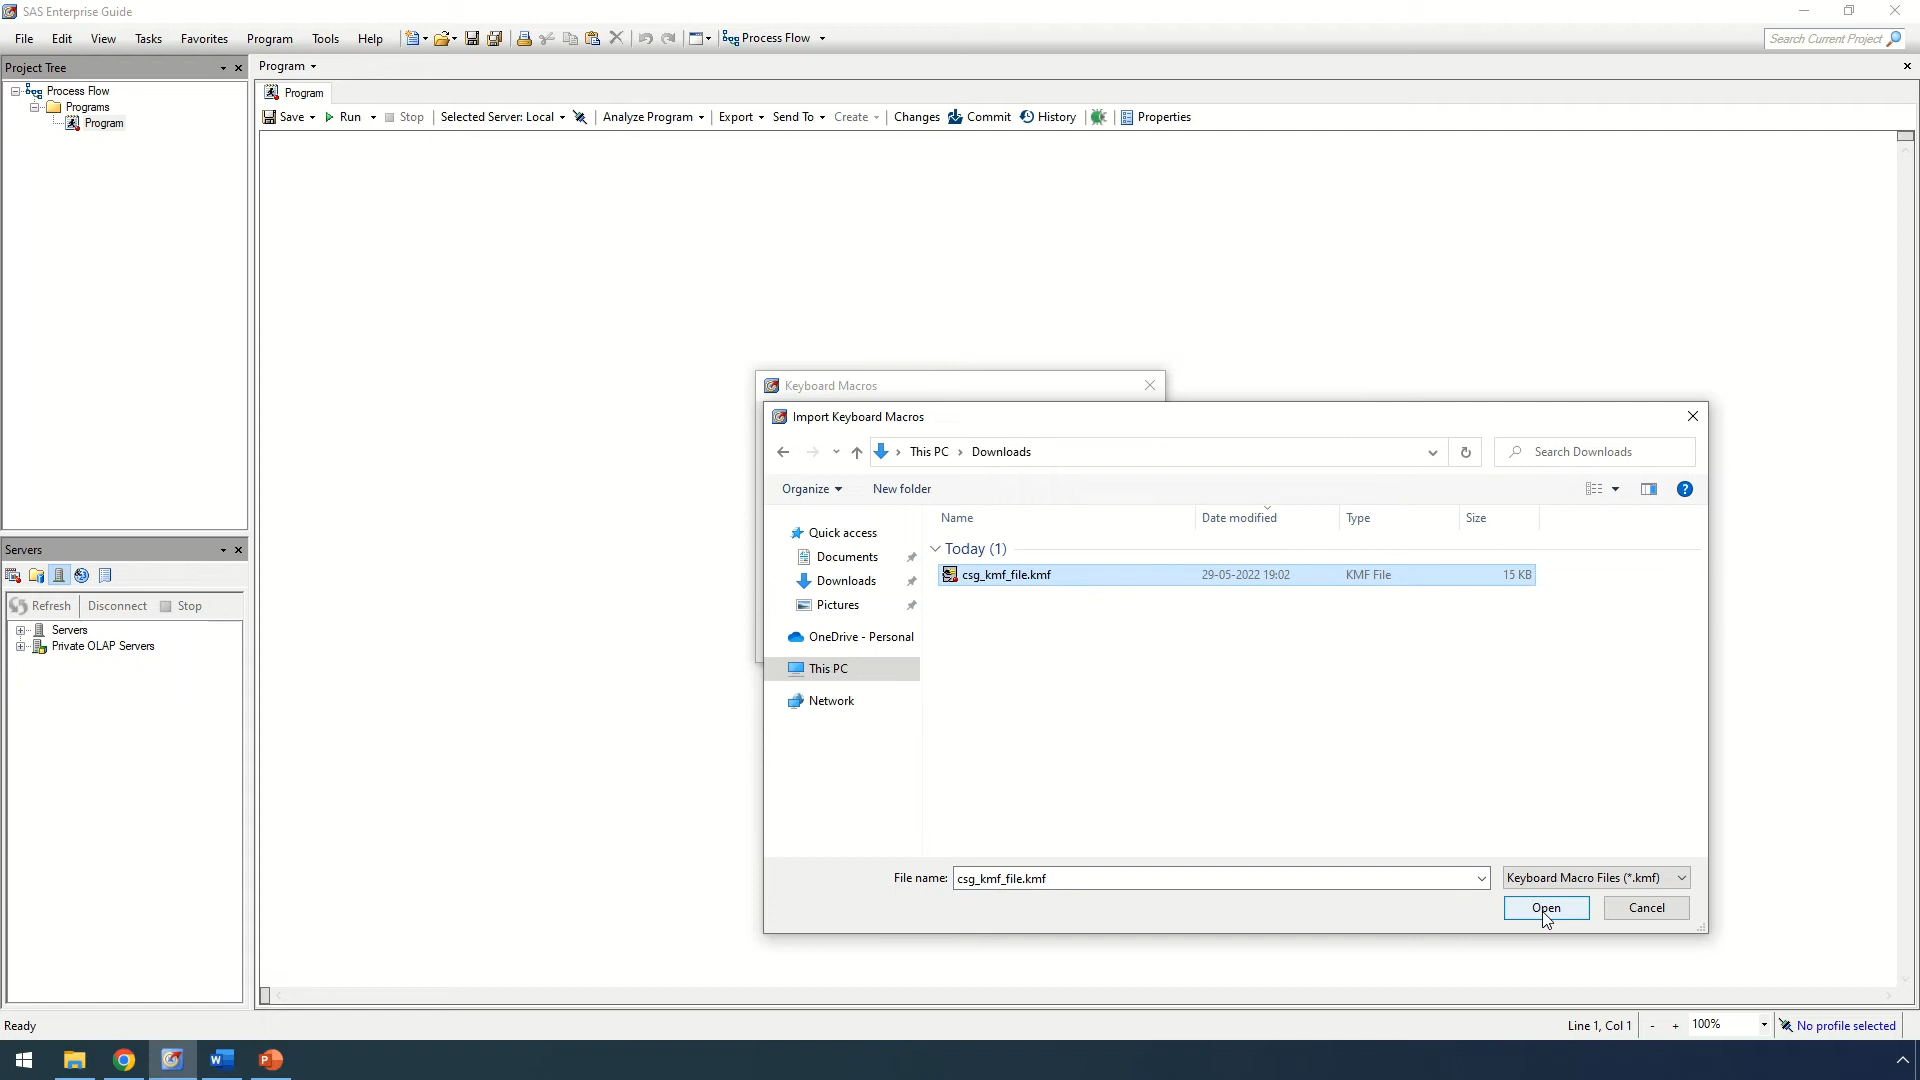 SAS Enterprise Guide
File Edit View Tasks Favorites Program Tools Help Process Flow Search Current Project
Project Tree
Process Flow
Programs
Program
Program
Program
Save Run Stop Selected Server: Local Analyze Program Export Send To Create Changes Commit History Properties
Servers
Refresh Disconnect Stop
Servers
Private OLAP Servers
Keyboard Macros
Import Keyboard Macros
This PC Downloads Search Downloads
Organize New folder
Quick access
Documents
Downloads
Pictures
OneDrive - Personal
This PC
Network
Name Date modified Type Size
Today (1)
csg_kmf_file.kmf 29-05-2022 19:02 KMF File 15 KB
File name: csg_kmf_file.kmf Keyboard Macro Files (*.kmf)
Open Cancel
Ready Line 1, Col 1 - + 100% No profile selected